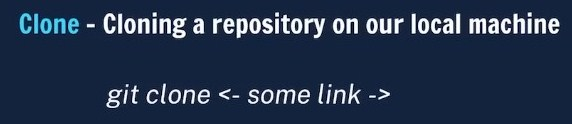 Clone - Cloning a repository on our local machine
git clone <- some link ->